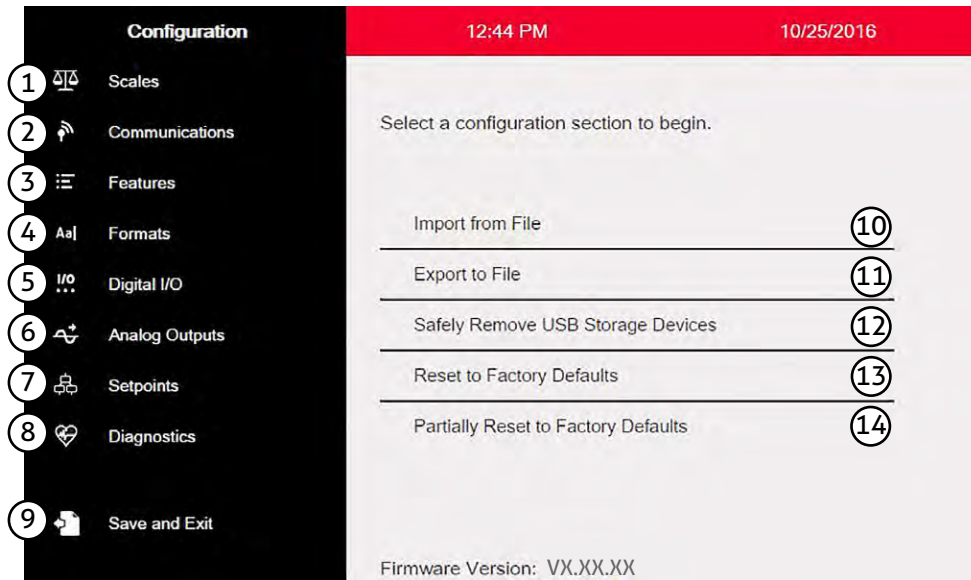 Configuration
12:44 PM
10/25/2016
1 Scales
2 Communications
3 Features
4 Aa Formats
5 I/O Digital I/O
6 Analog Outputs
7 Setpoints
8 Diagnostics
9 Save and Exit
Select a configuration section to begin.
Import from File 10
Export to File 11
Safely Remove USB Storage Devices 12
Reset to Factory Defaults 13
Partially Reset to Factory Defaults 14
Firmware Version: VX.XX.XX